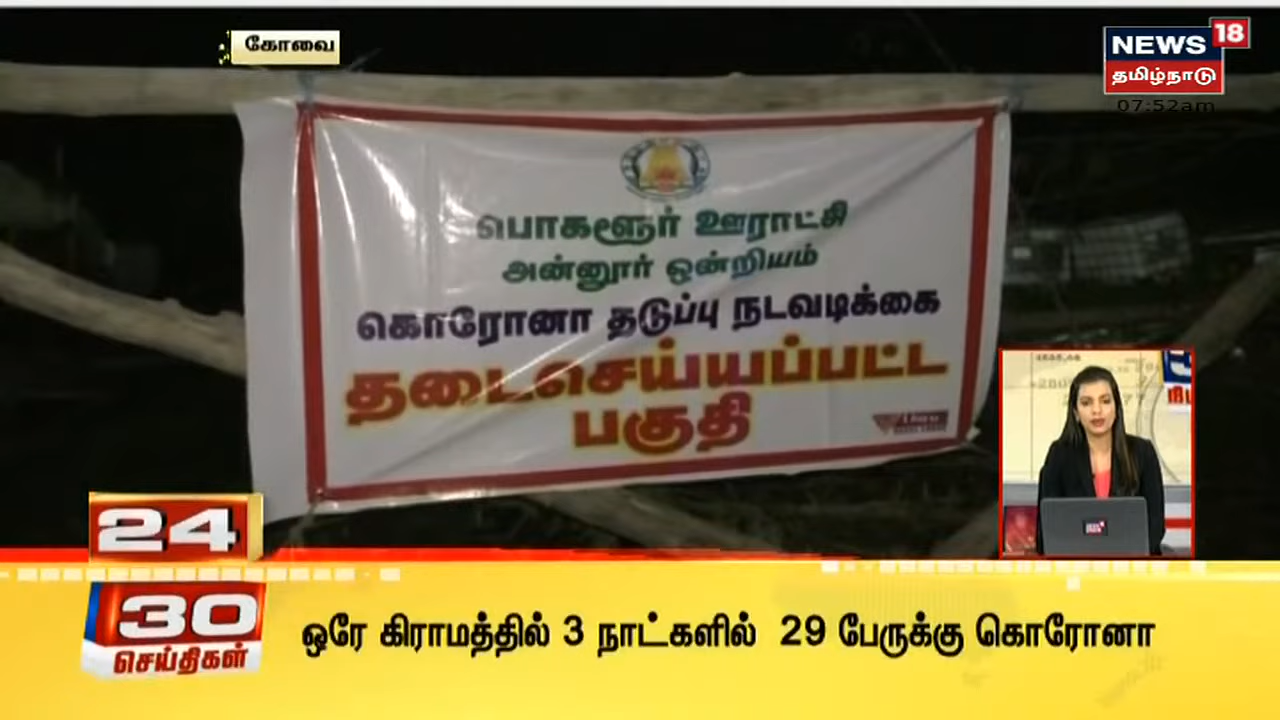 கோவை
NEWS 18
தமிழ்நாடு
07:52am
பொகளூர் ஊராட்சி
அன்னூர் ஒன்றியம்
கொரோனா தடுப்பு நடவடிக்கை
தடைசெய்யப்பட்ட
பகுதி
24
30
செய்திகள்
ஒரே கிராமத்தில் 3 நாட்களில் 29 பேருக்கு கொரோனா